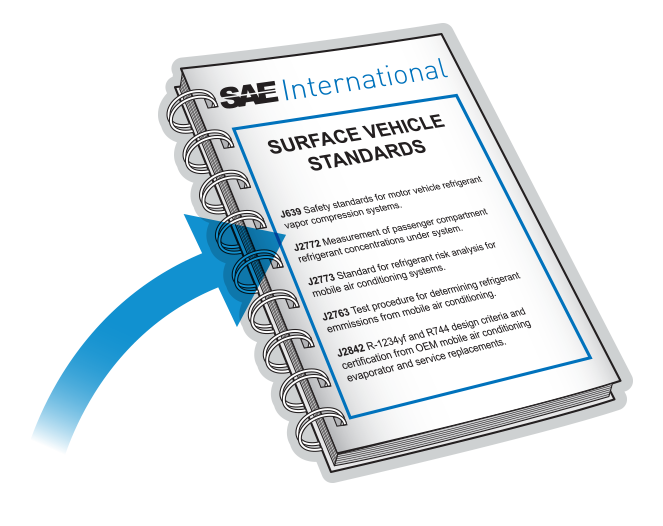 SAE International
SURFACE VEHICLE
STANDARDS
J639 Safety standards for motor vehicle refrigerant
vapor compression systems.
J2772 Measurement of passenger compartment
refrigerant concentrations under system.
J2773 Standard for refrigerant risk analysis for
mobile air conditioning systems.
J2763 Test procedure for determining refrigerant
emmissions from mobile air conditioning.
J2842 R-1234yf and R744 design criteria and
certification from OEM mobile air conditioning
evaporator and service replacements.